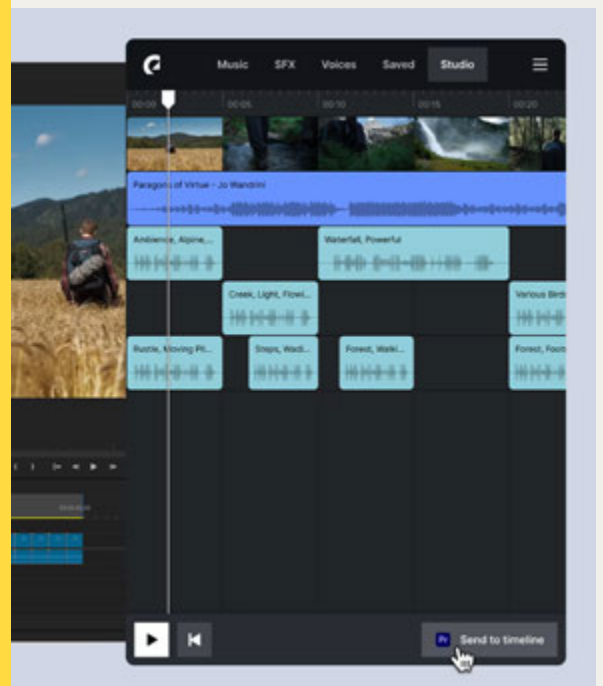 Music SFX Voices Saved Studio
00:00 00:05 00:10 00:15 00:20
Paragons of Virtue - Jo Wandrini
Ambience, Alpine,...
Waterfall, Powerful
Creek, Light, Flowi...
Various Birds
Rustle, Moving Pl...
Steps, Wadi...
Forest, Walki...
Forest, Foot
Pr Send to timeline